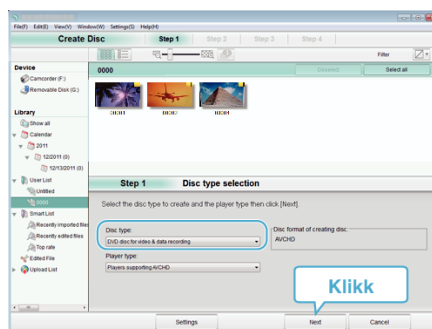 File(F) Edit(E) View(V) Window(W) Settings(S) Help(H)
Create Disc
Step 1
Step 2
Step 3
Step 4
Filter
Device
Camcorder (F:)
Removable Disk (G:)
Library
Show all
Calendar
2011
12/2011 (0)
12/13/2011 (0)
User List
Untitled
0000
Smart List
Recently imported files
Recently edited files
Top rate
Edited File
Upload List
0000
Deselect
Select all
Step 1
Disc type selection
Select the disc type to create and the player type then click [Next].
Disc type:
DVD disc for video & data recording
Player type:
Players supporting AVCHD
Disc format of creating disc
AVCHD
Klikk
Settings
Next
Cancel